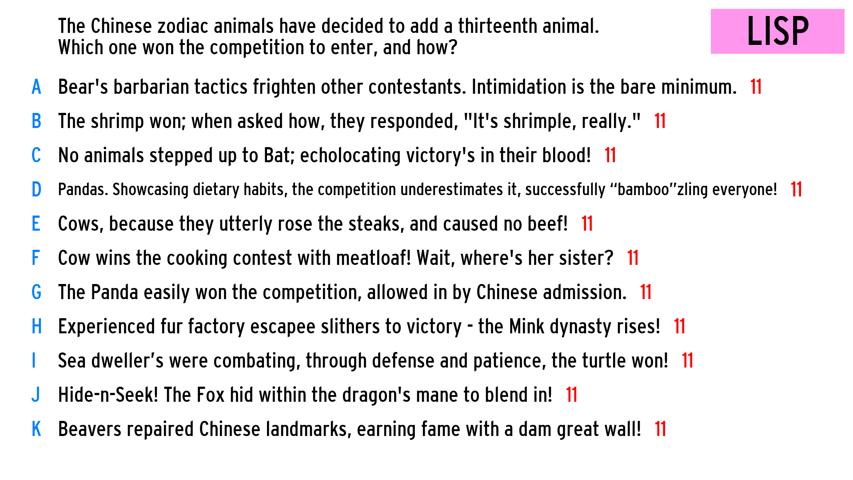 The Chinese zodiac animals have decided to add a thirteenth animal.
Which one won the competition to enter, and how?
LISP
A Bear's barbarian tactics frighten other contestants. Intimidation is the bare minimum. 11
B The shrimp won; when asked how, they responded, "It's shrimple, really." 11
C No animals stepped up to Bat; echolocating victory's in their blood! 11
D Pandas. Showcasing dietary habits, the competition underestimates it, successfully “bamboo”zling everyone! 11
E Cows, because they utterly rose the steaks, and caused no beef! 11
F Cow wins the cooking contest with meatloaf! Wait, where's her sister? 11
G The Panda easily won the competition, allowed in by Chinese admission. 11
H Experienced fur factory escapee slithers to victory - the Mink dynasty rises! 11
I Sea dweller’s were combating, through defense and patience, the turtle won! 11
J Hide-n-Seek! The Fox hid within the dragon's mane to blend in! 11
K Beavers repaired Chinese landmarks, earning fame with a dam great wall! 11